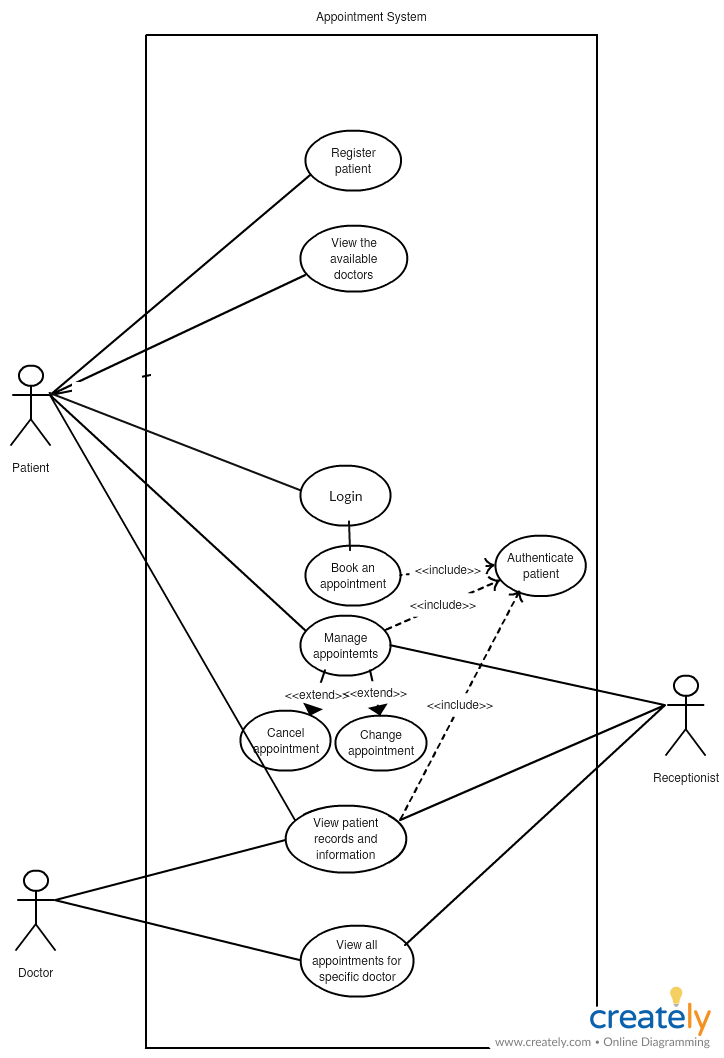 Appointment System
Register
patient
View the
available
doctors
Patient
Login
Book an
appointment
<<include>>
Authenticate
patient
<<include>>
Manage
appointemts
<<extend>>
<<extend>>
<<include>>
Cancel
appointment
Change
appointment
Receptionist
View patient
records and
information
Doctor
View all
appointments for
specific doctor
creately
www.creately.com • Online Diagramming